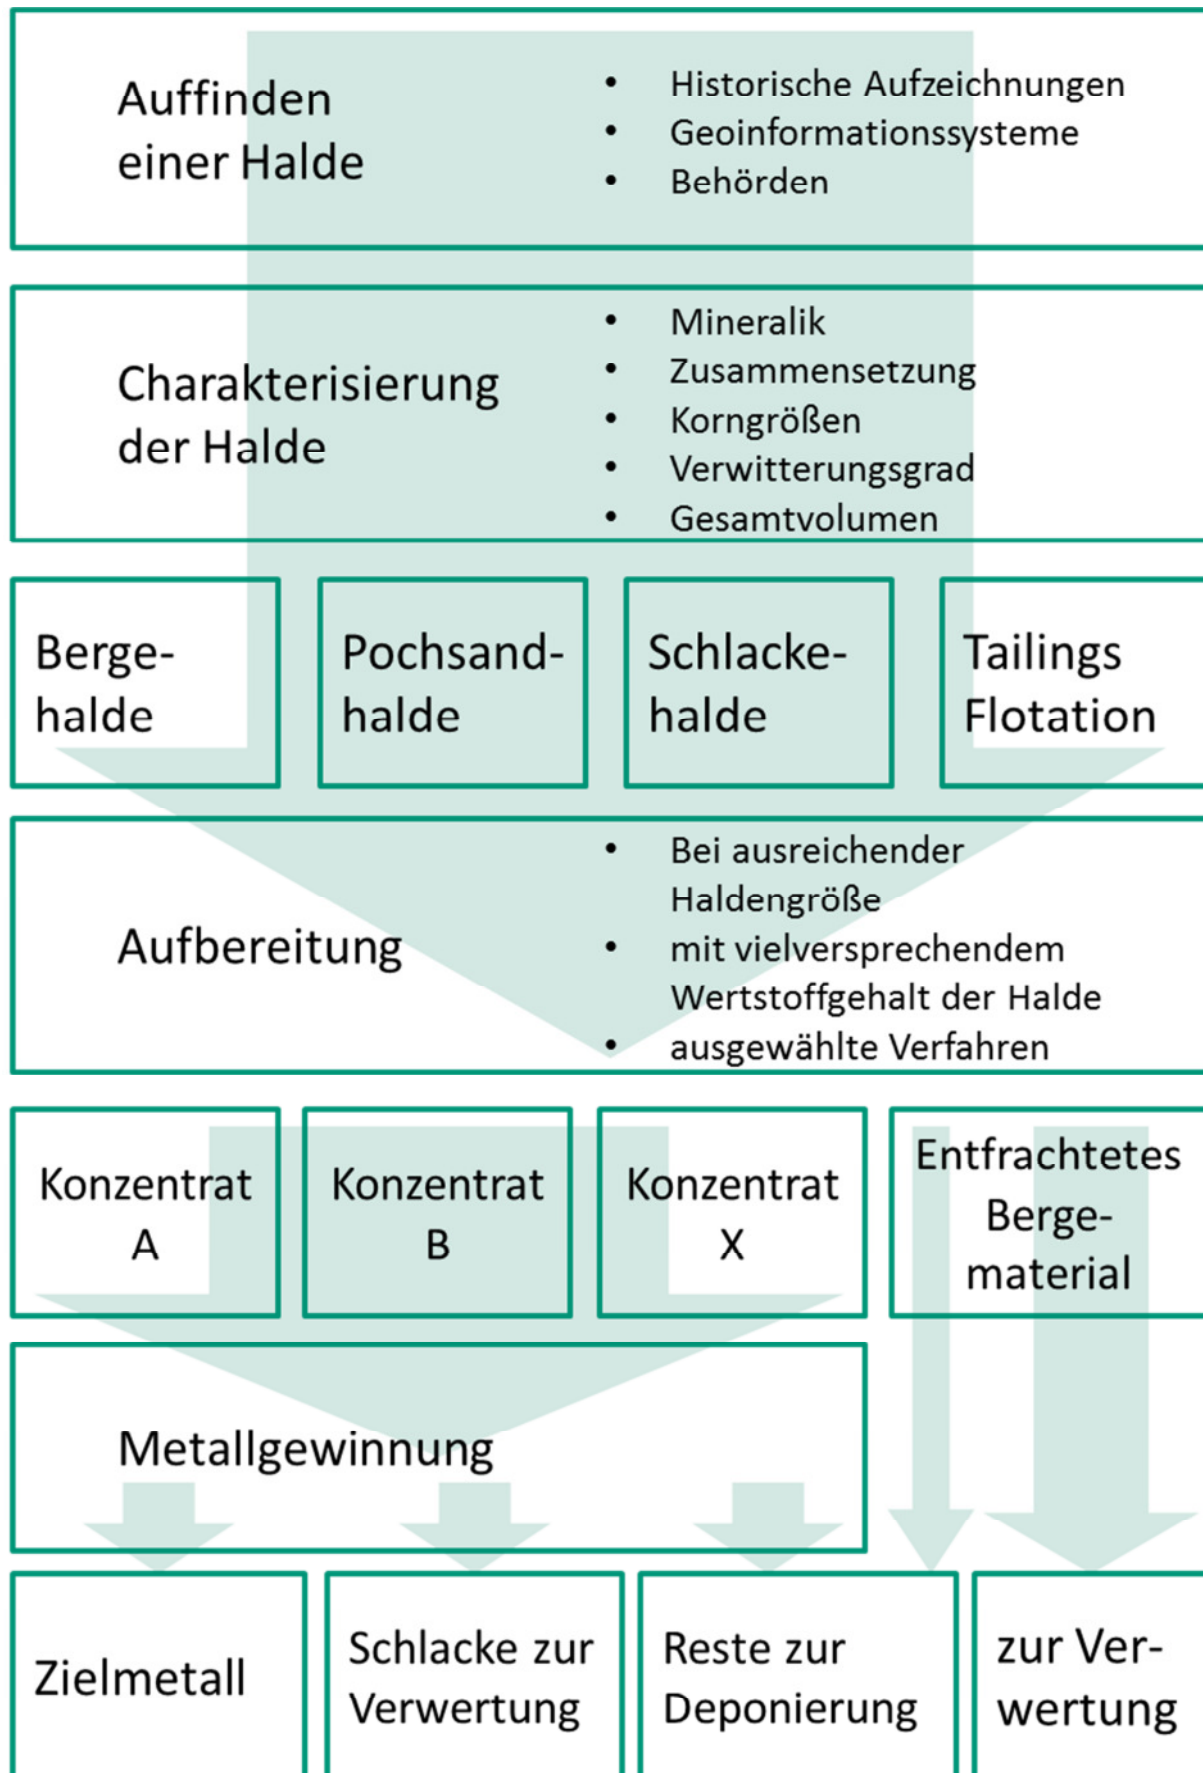 Auffinden
einer Halde
• Historische Aufzeichnungen
• Geoinformationssysteme
• Behörden
Charakterisierung
der Halde
• Mineralik
• Zusammensetzung
• Korngrößen
• Verwitterungsgrad
• Gesamtvolumen
Berge-
halde
Pochsand-
halde
Schlacke-
halde
Tailings
Flotation
Aufbereitung
• Bei ausreichender
Haldengröße
• mit vielversprechendem
Wertstoffgehalt der Halde
• ausgewählte Verfahren
Konzentrat
A
Konzentrat
B
Konzentrat
X
Entfrachtetes
Berge-
material
Metallgewinnung
Zielmetall
Schlacke zur
Verwertung
Reste zur
Deponierung
zur Ver-
wertung